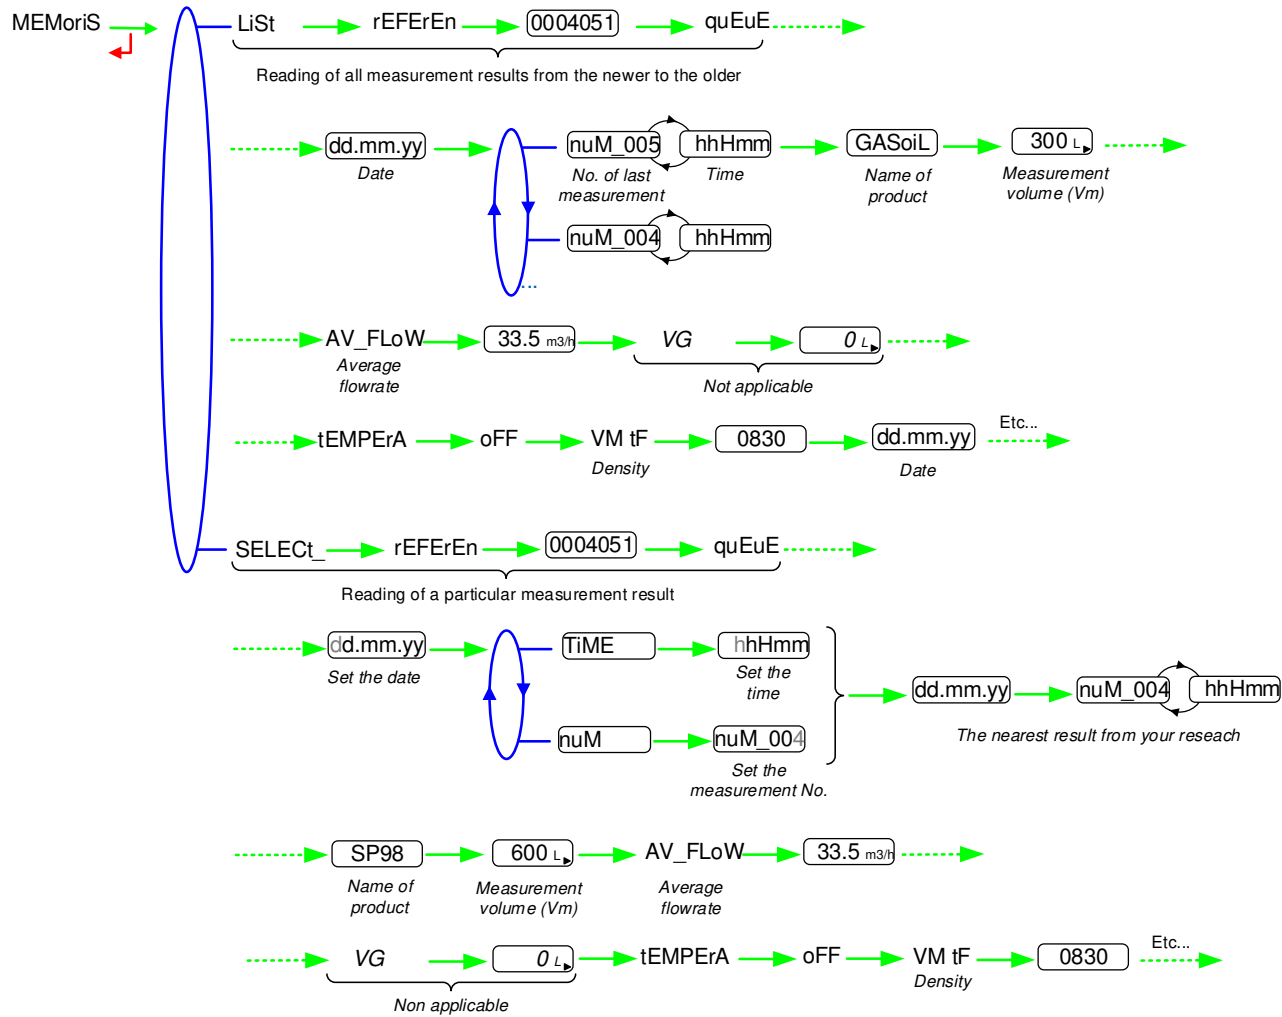 MEMoriS LiSt rEFErEn 0004051 quEuE
Reading of all measurement results from the newer to the older
dd.mm.yy nuM_005 hhHmm GASoiL 300 L
Date No. of last Time Name of Measurement
measurement product volume (Vm)
nuM_004 hhHmm
...
AV_FLoW 33.5 m3/h VG 0 L
Average Not applicable
flowrate
tEMPErA oFF VM tF 0830 dd.mm.yy Etc...
Density Date
SELECt_ rEFErEn 0004051 quEuE
Reading of a particular measurement result
dd.mm.yy TiME hhHmm
Set the date Set the
time
dd.mm.yy nuM_004 hhHmm
The nearest result from your reseach
nuM nuM_004
Set the
measurement No.
SP98 600 L AV_FLoW 33.5 m3/h
Name of Measurement Average
product volume (Vm) flowrate
VG 0 L tEMPErA oFF VM tF 0830 Etc...
Density
Non applicable